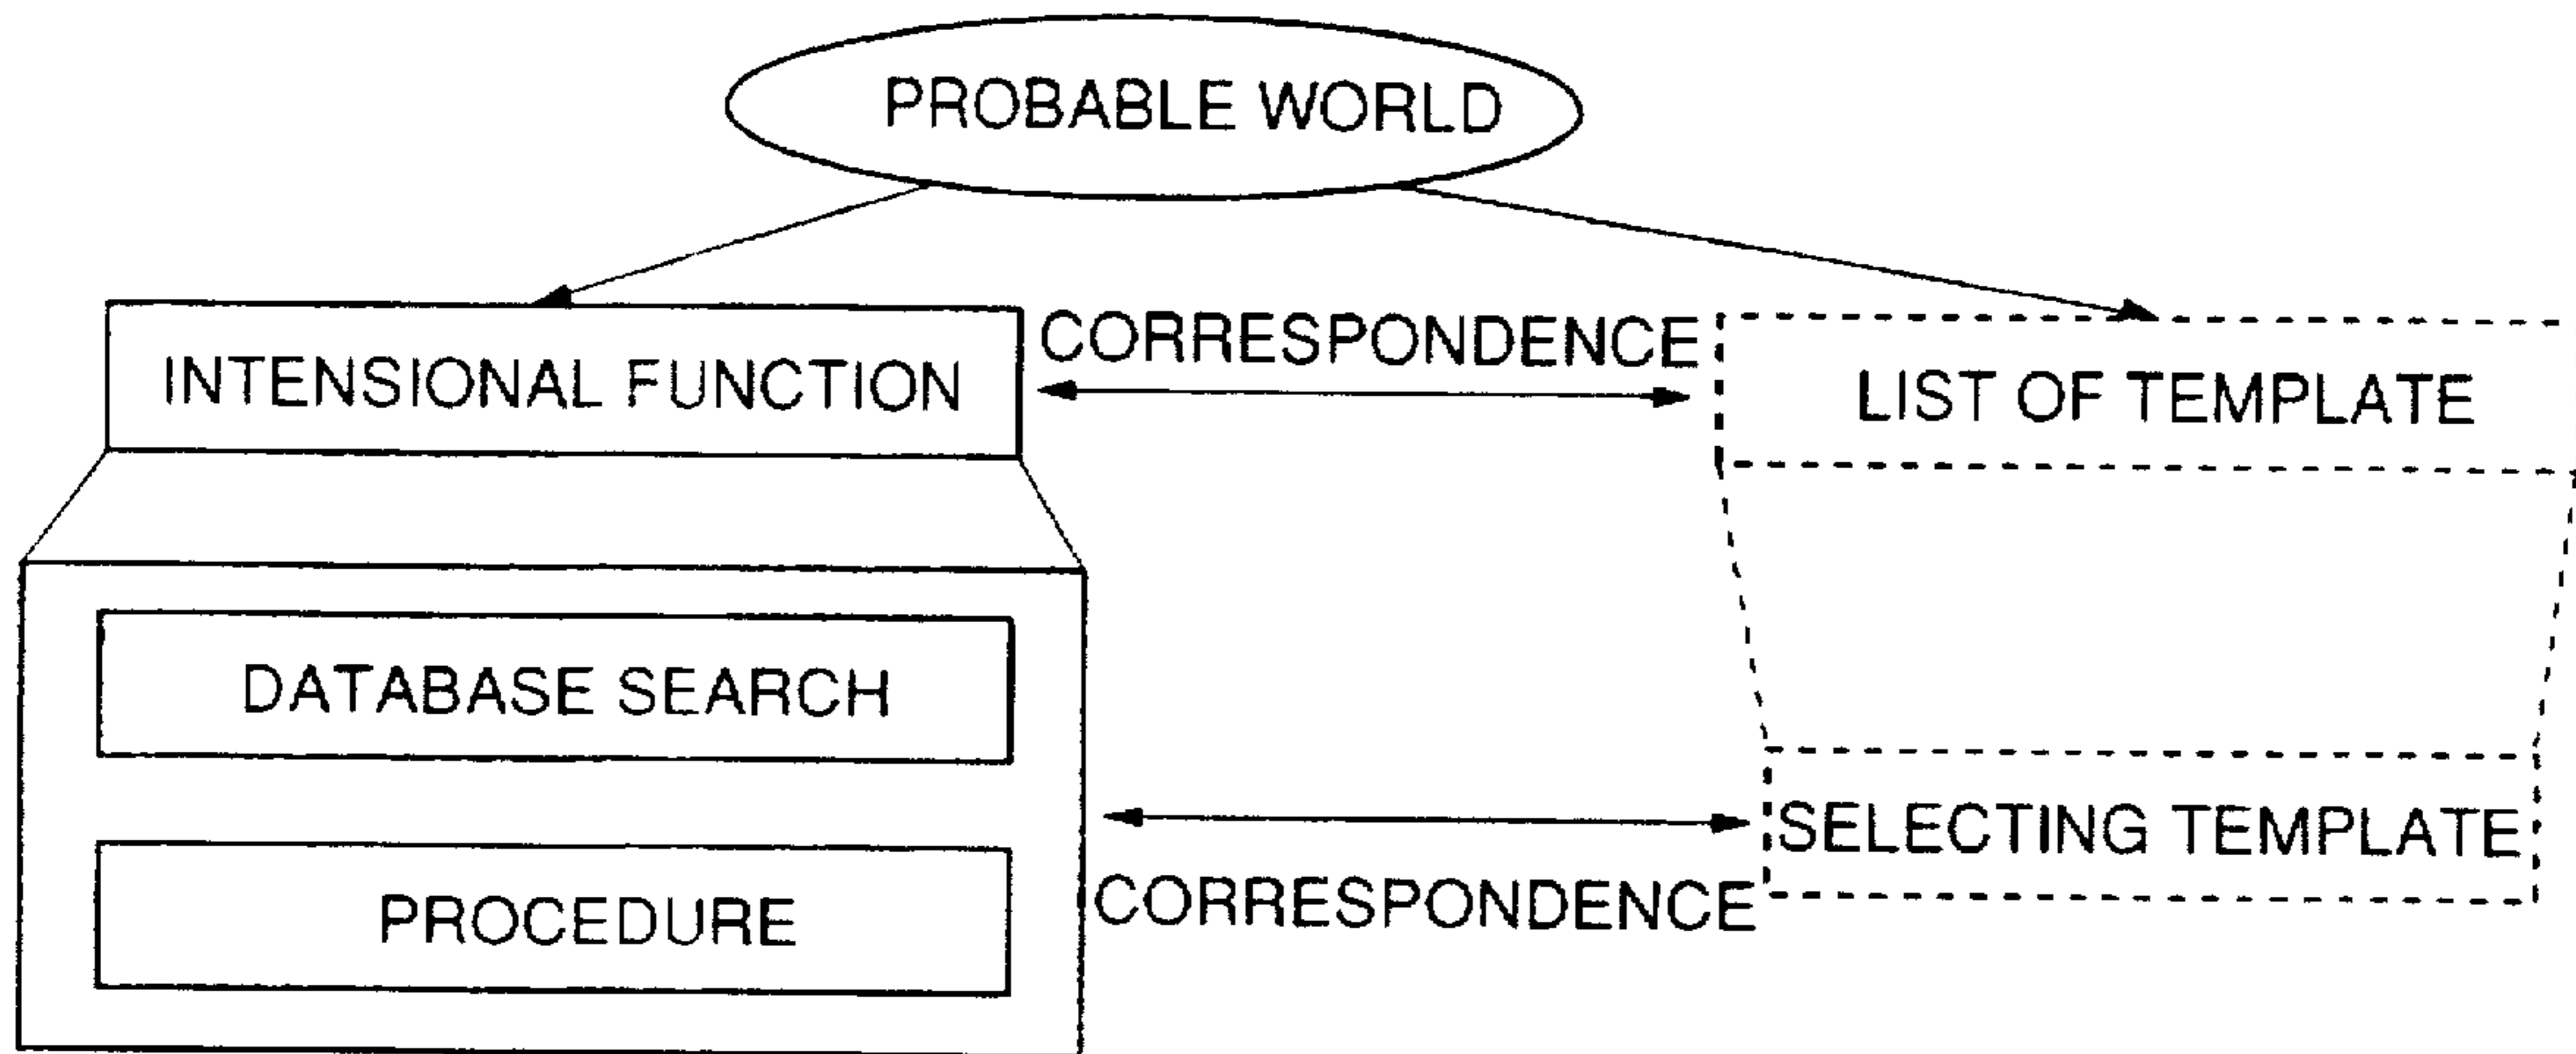 PROBABLE WORLD
INTENSIONAL FUNCTION
CORRESPONDENCE
LIST OF TEMPLATE
DATABASE SEARCH
SELECTING TEMPLATE
CORRESPONDENCE
PROCEDURE